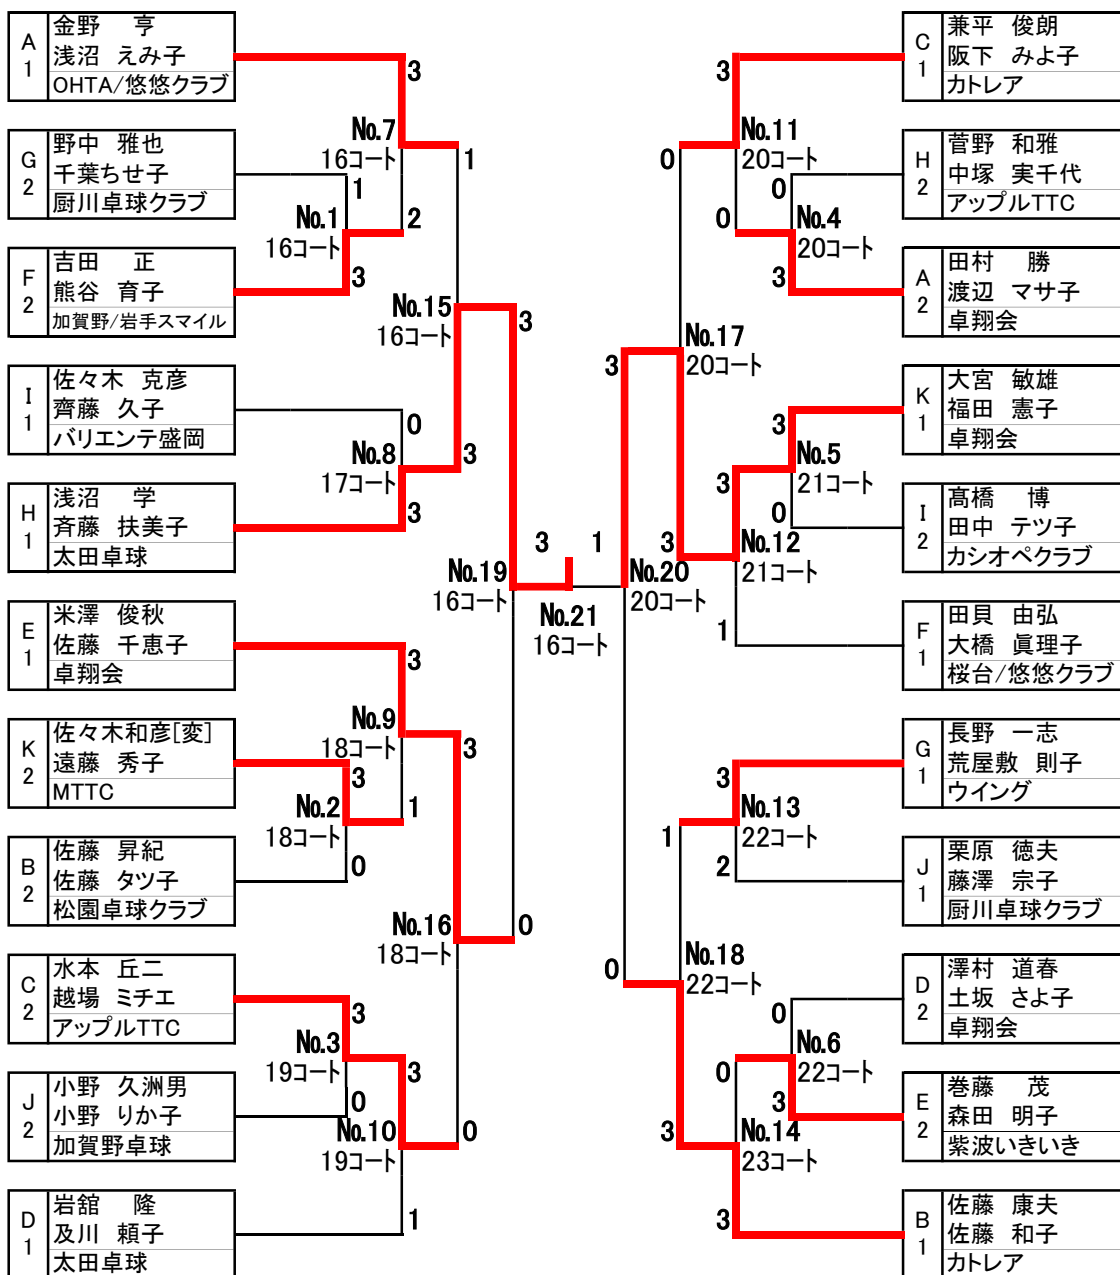 A
1
金野　亨
浅沼　えみ子
OHTA/悠悠クラブ
G
2
野中　雅也
千葉ちせ子
厨川卓球クラブ
F
2
吉田　正
熊谷　育子
加賀野/岩手スマイル
I
1
佐々木　克彦
齊藤　久子
バリエンテ盛岡
H
1
浅沼　学
斉藤　扶美子
太田卓球
E
1
米澤　俊秋
佐藤　千恵子
卓翔会
K
2
佐々木和彦[変]
遠藤　秀子
MTTC
B
2
佐藤　昇紀
佐藤　タツ子
松園卓球クラブ
C
2
水本　丘二
越場　ミチエ
アップルTTC
J
2
小野　久洲男
小野　りか子
加賀野卓球
D
1
岩舘　隆
及川　頼子
太田卓球
3
No.7
16コート
1
1
2
No.1
16コート
3
No.15
16コート
3
0
No.8
17コート
3
3
No.19
16コート
3
No.9
18コート
3
3
1
No.2
18コート
0
No.16
18コート
0
3
No.3
19コート
3
0
No.10
19コート
0
1
3
1
No.21
16コート
3
No.11
20コート
0
0
0
No.4
20コート
3
No.17
20コート
3
3
No.5
21コート
3
0
3
No.12
21コート
No.20
20コート
1
3
No.13
22コート
1
2
No.18
22コート
0
0
No.6
22コート
0
3
No.14
23コート
3
3
C
1
兼平　俊朗
阪下　みよ子
カトレア
H
2
菅野　和雅
中塚　実千代
アップルTTC
A
2
田村　勝
渡辺　マサ子
卓翔会
K
1
大宮　敏雄
福田　憲子
卓翔会
I
2
髙橋　博
田中　テツ子
カシオペクラブ
F
1
田貝　由弘
大橋　眞理子
桜台/悠悠クラブ
G
1
長野　一志
荒屋敷　則子
ウイング
J
1
栗原　徳夫
藤澤　宗子
厨川卓球クラブ
D
2
澤村　道春
土坂　さよ子
卓翔会
E
2
巻藤　茂
森田　明子
紫波いきいき
B
1
佐藤　康夫
佐藤　和子
カトレア